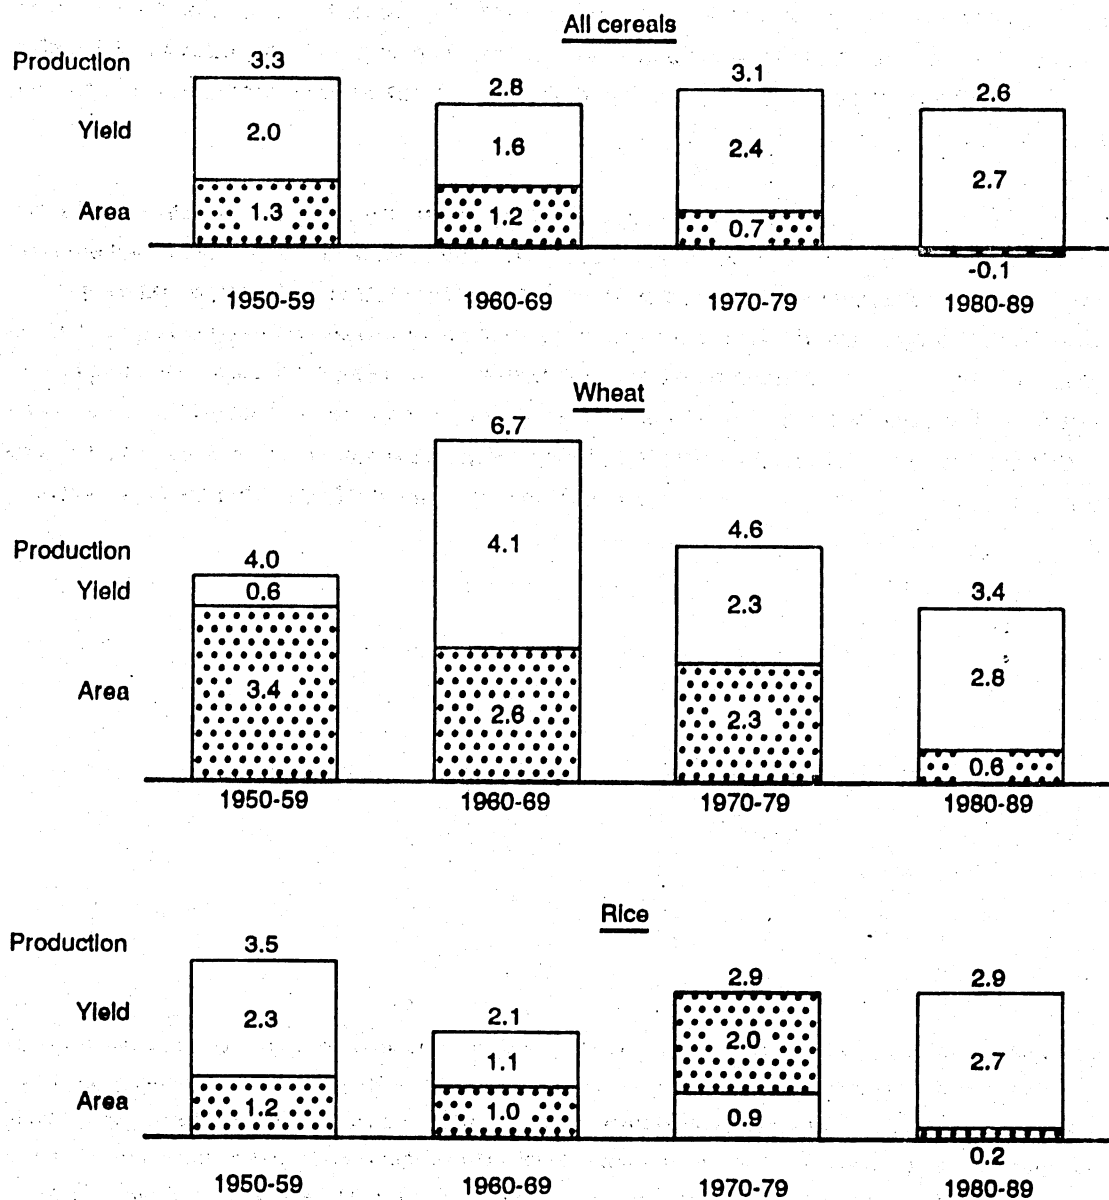 All cereals
Production 3.3 2.8 3.1 2.6
Yield 2.0 1.6 2.4 2.7
Area 1.3 1.2 0.7 -0.1
1950-59 1960-69 1970-79 1980-89
Wheat
6.7
4.1
Production 4.0 4.6 3.4
Yield 0.6 2.3 2.8
Area 3.4 2.6 2.3 0.6
1950-59 1960-69 1970-79 1980-89
Rice
Production 3.5 2.1 2.9 2.9
Yield 2.3 1.1 2.0 2.7
Area 1.2 1.0 0.9 0.2
1950-59 1960-69 1970-79 1980-89